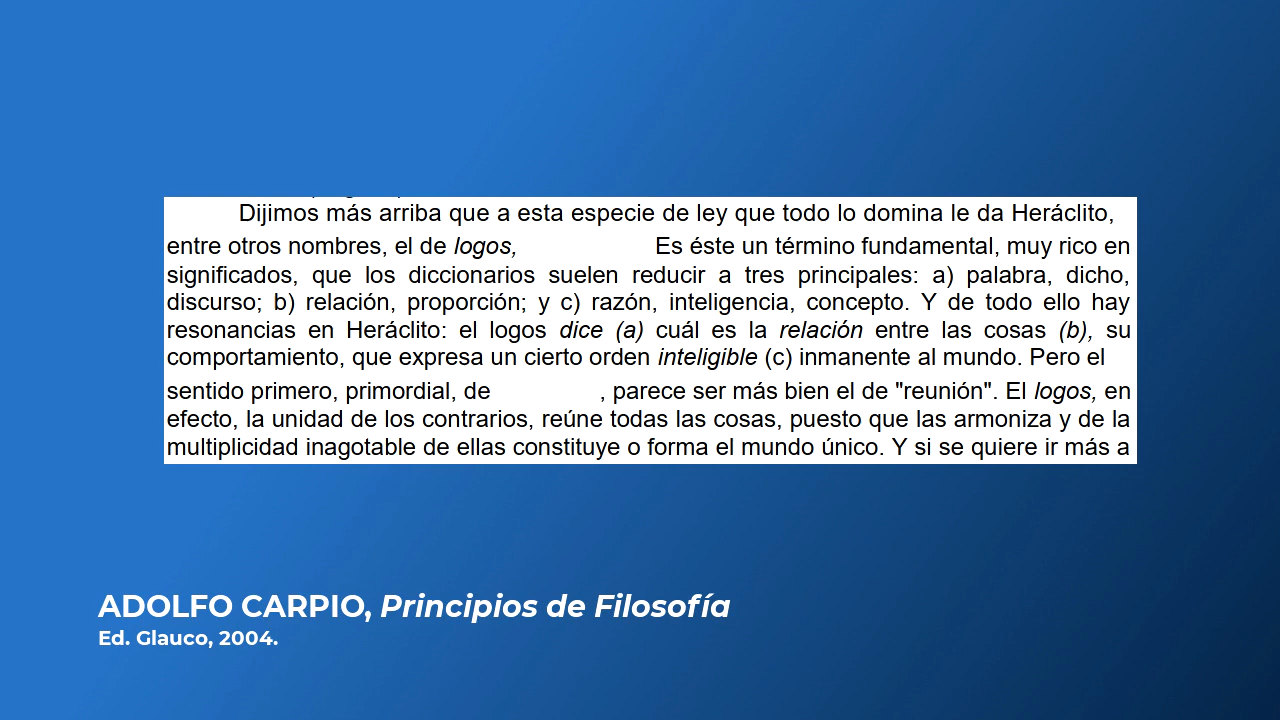 Dijimos más arriba que a esta especie de ley que todo lo domina le da Heráclito,
entre otros nombres, el de logos, Es éste un término fundamental, muy rico en
significados, que los diccionarios suelen reducir a tres principales: a) palabra, dicho,
discurso; b) relación, proporción; y c) razón, inteligencia, concepto. Y de todo ello hay
resonancias en Heráclito: el logos dice (a) cuál es la relación entre las cosas (b), su
comportamiento, que expresa un cierto orden inteligible (c) inmanente al mundo. Pero el
sentido primero, primordial, de , parece ser más bien el de "reunión". El logos, en
efecto, la unidad de los contrarios, reúne todas las cosas, puesto que las armoniza y de la
multiplicidad inagotable de ellas constituye o forma el mundo único. Y si se quiere ir más a
ADOLFO CARPIO, Principios de Filosofía
Ed. Glauco, 2004.